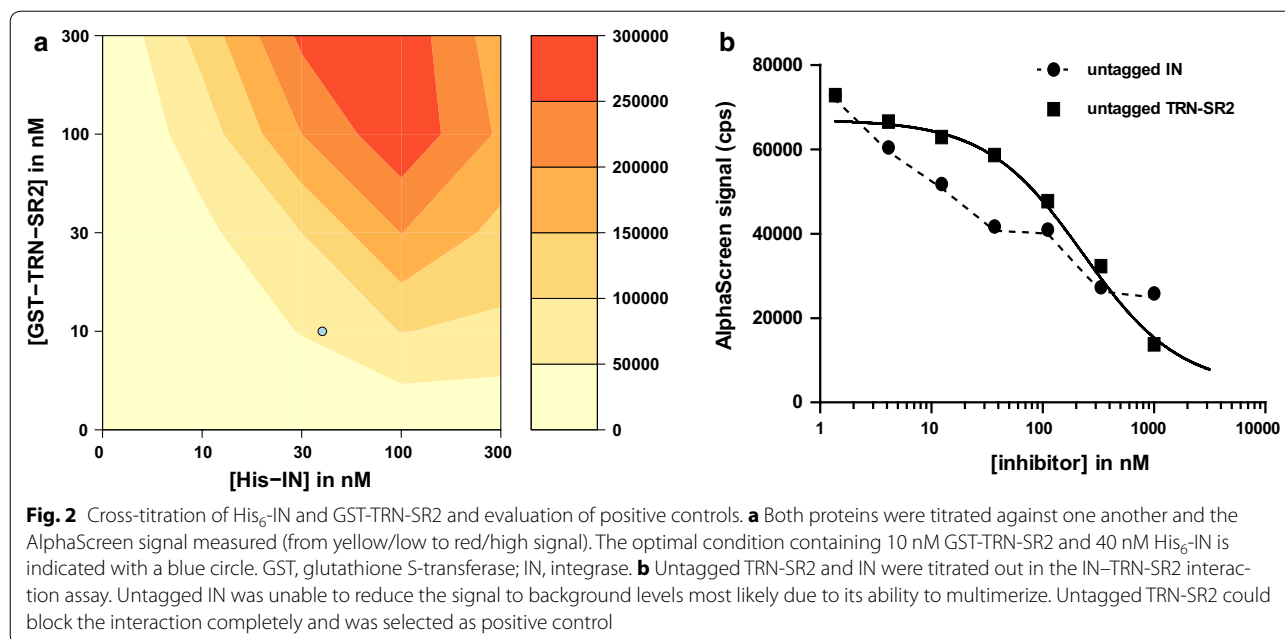 a
300
100
30
10
0
[GST−TRN−SR2] in nM
0 10 30 100 300
[His−IN] in nM
300000
250000
200000
150000
100000
50000
0
b
untagged IN
untagged TRN-SR2
80000
60000
40000
20000
0
AlphaScreen signal (cps)
1 10 100 1000 10000
[inhibitor] in nM
Fig. 2 Cross-titration of His₆-IN and GST-TRN-SR2 and evaluation of positive controls. a Both proteins were titrated against one another and the
AlphaScreen signal measured (from yellow/low to red/high signal). The optimal condition containing 10 nM GST-TRN-SR2 and 40 nM His₆-IN is
indicated with a blue circle. GST, glutathione S-transferase; IN, integrase. b Untagged TRN-SR2 and IN were titrated out in the IN–TRN-SR2 interac-
tion assay. Untagged IN was unable to reduce the signal to background levels most likely due to its ability to multimerize. Untagged TRN-SR2 could
block the interaction completely and was selected as positive control